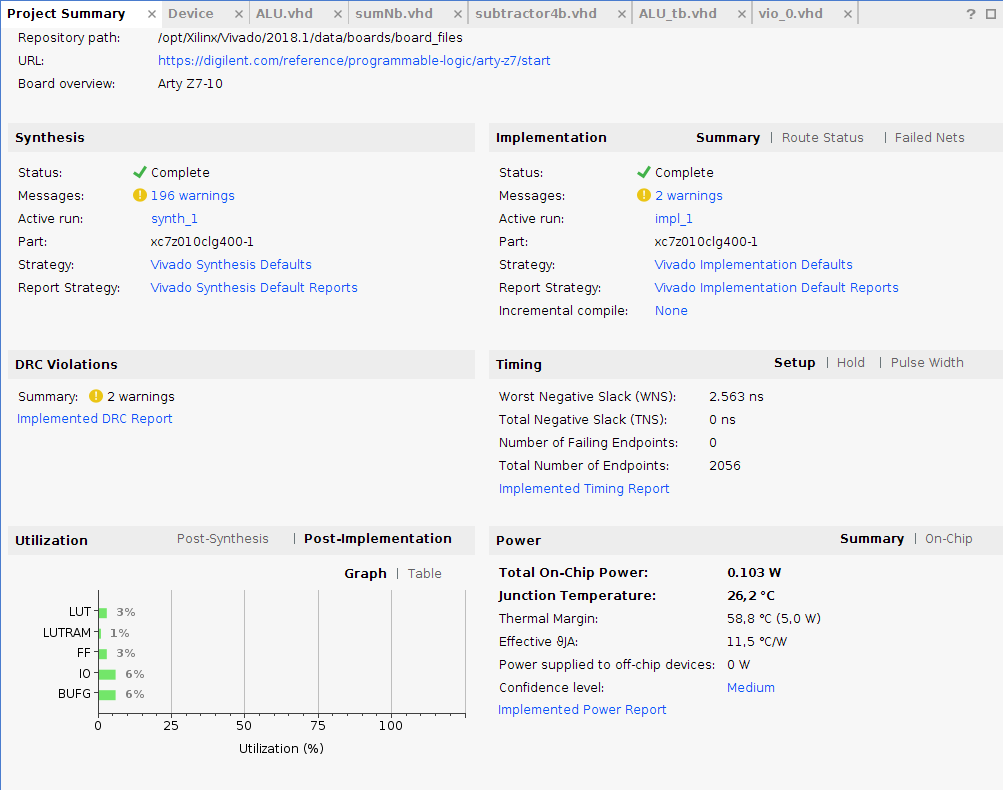 Project Summary × Device × ALU.vhd × sumNb.vhd × subtractor4b.vhd × ALU_tb.vhd × vio_0.vhd × ?
Repository path: /opt/Xilinx/Vivado/2018.1/data/boards/board_files
URL: https://digilent.com/reference/programmable-logic/arty-z7/start
Board overview: Arty Z7-10
Synthesis
Status: Complete
Messages: ! 196 warnings
Active run: synth_1
Part: xc7z010clg400-1
Strategy: Vivado Synthesis Defaults
Report Strategy: Vivado Synthesis Default Reports
Implementation Summary | Route Status | Failed Nets
Status: Complete
Messages: ! 2 warnings
Active run: impl_1
Part: xc7z010clg400-1
Strategy: Vivado Implementation Defaults
Report Strategy: Vivado Implementation Default Reports
Incremental compile: None
DRC Violations
Summary: ! 2 warnings
Implemented DRC Report
Timing Setup | Hold | Pulse Width
Worst Negative Slack (WNS): 2.563 ns
Total Negative Slack (TNS): 0 ns
Number of Failing Endpoints: 0
Total Number of Endpoints: 2056
Implemented Timing Report
Utilization Post-Synthesis | Post-Implementation
Graph | Table
LUT 3%
LUTRAM 1%
FF 3%
IO 6%
BUFG 6%
0 25 50 75 100
Utilization (%)
Power Summary | On-Chip
Total On-Chip Power: 0.103 W
Junction Temperature: 26,2 °C
Thermal Margin: 58,8 °C (5,0 W)
Effective ϑJA: 11,5 °C/W
Power supplied to off-chip devices: 0 W
Confidence level: Medium
Implemented Power Report